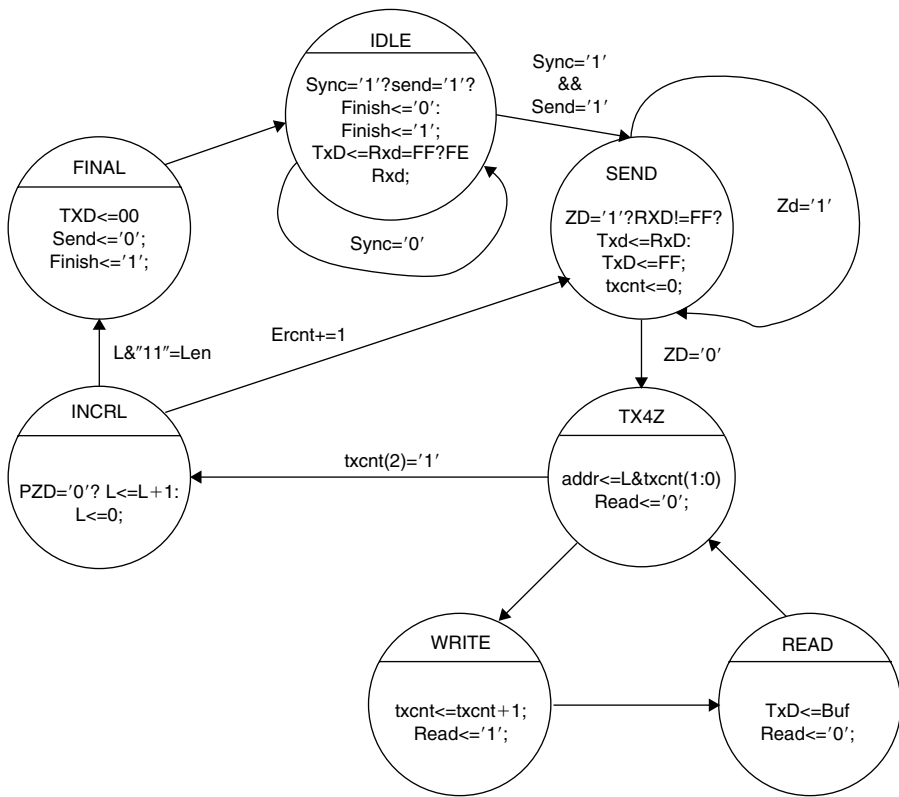 IDLE
Sync='1'?send='1'?
Finish<='0':
Finish<='1';
TxD<=Rxd=FF?FE
Rxd;
Sync='0'
Sync='1'
&&
Send='1'
FINAL
TXD<=00
Send<='0';
Finish<='1';
SEND
ZD='1'?RXD!=FF?
Txd<=RxD:
TxD<=FF;
txcnt<=0;
Zd='1'
Ercnt+=1
L&"11"=Len
ZD='0'
INCRL
PZD='0'? L<=L+1:
L<=0;
txcnt(2)='1'
TX4Z
addr<=L&txcnt(1:0)
Read<='0';
WRITE
txcnt<=txcnt+1;
Read<='1';
READ
TxD<=Buf
Read<='0';